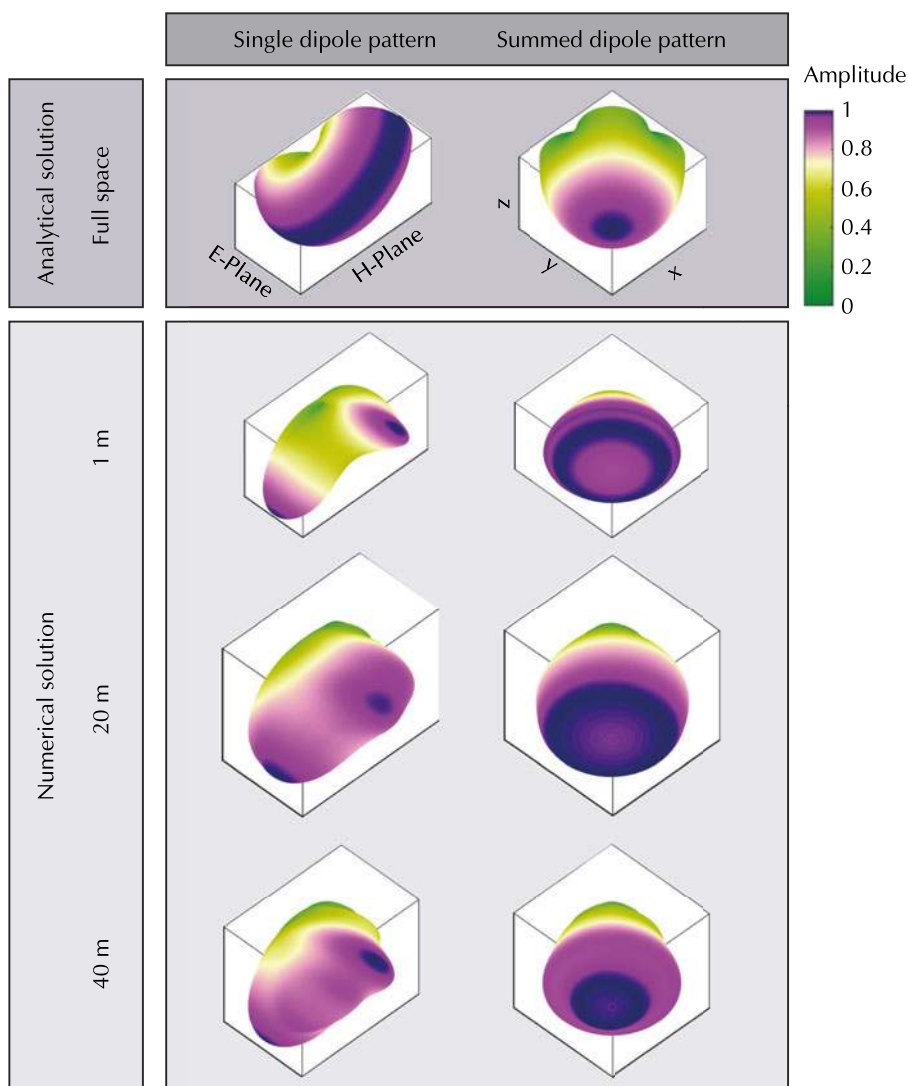 Single dipole pattern
Summed dipole pattern
Amplitude
1
0.8
0.6
0.4
0.2
0
Analytical solution
Full space
E-Plane
H-Plane
z
y
x
Numerical solution
1 m
20 m
40 m